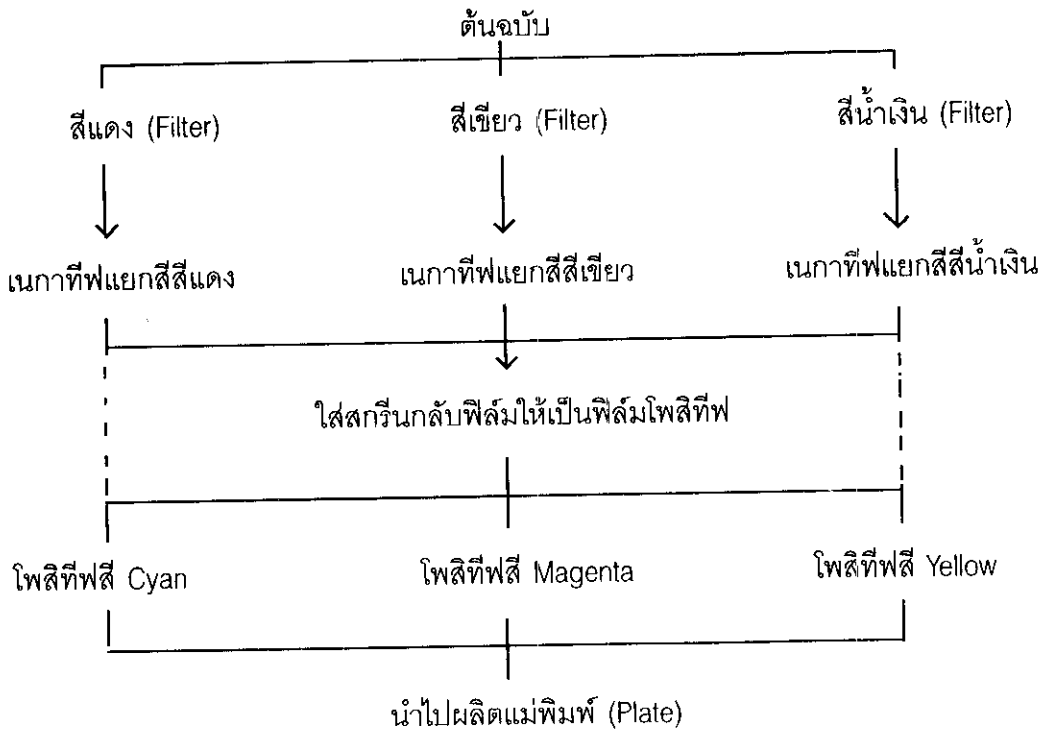 ต้นฉบับ
สีแดง (Filter) สีเขียว (Filter) สีน้ำเงิน (Filter)
เนกาทีฟแยกสีสีแดง เนกาทีฟแยกสีสีเขียว เนกาทีฟแยกสีสีน้ำเงิน
ใส่สกรีนกลับฟิล์มให้เป็นฟิล์มโพสิทีฟ
โพสิทีฟสี Cyan โพสิทีฟสี Magenta โพสิทีฟสี Yellow
นำไปผลิตแม่พิมพ์ (Plate)